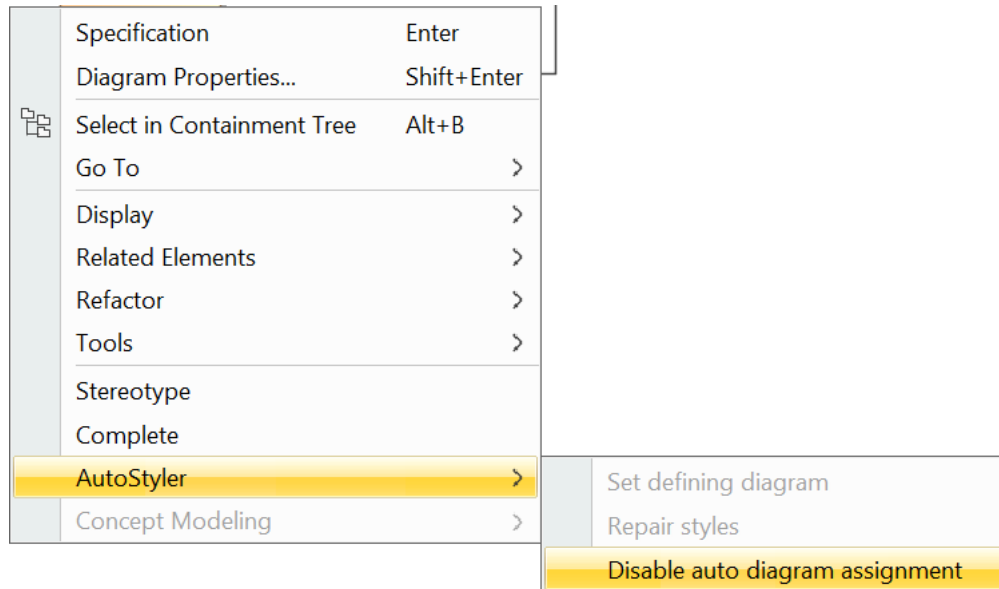 Specification Enter
Diagram Properties... Shift+Enter
Select in Containment Tree Alt+B
Go To
Display
Related Elements
Refactor
Tools
Stereotype
Complete
AutoStyler
Set defining diagram
Concept Modeling
Repair styles
Disable auto diagram assignment